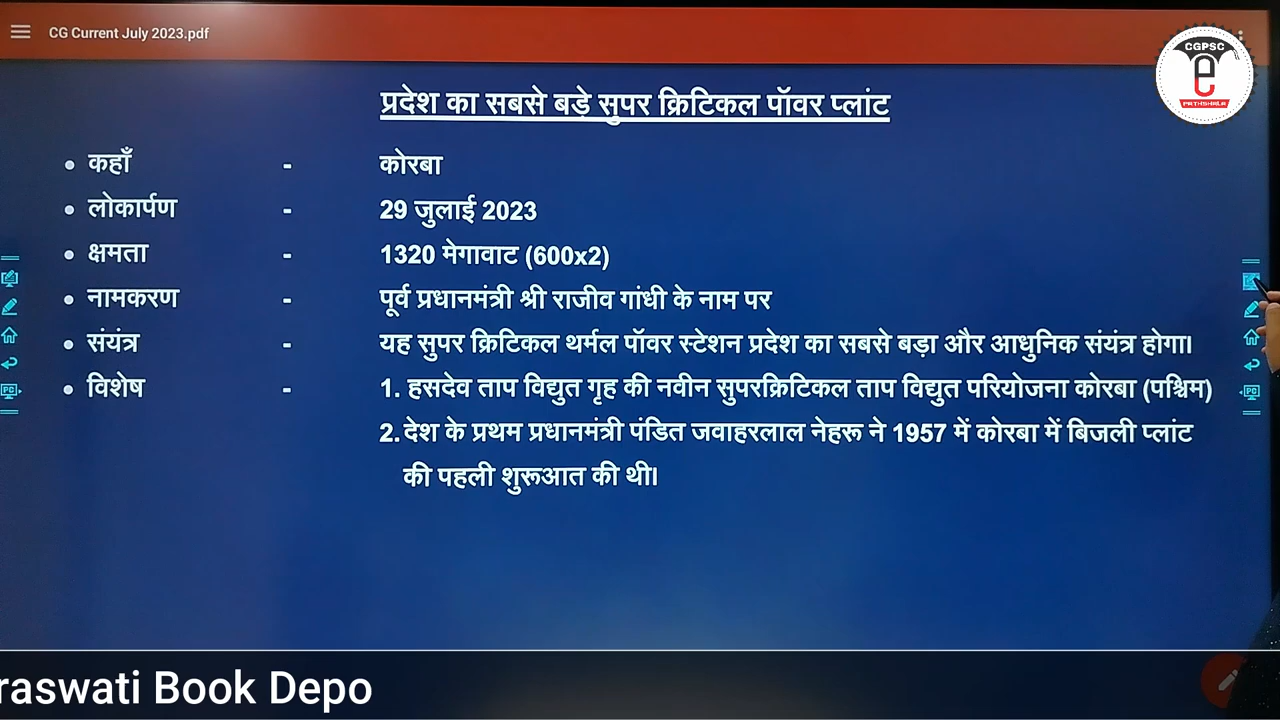 CG Current July 2023.pdf
CGPSC
e
PATHSHALA
प्रदेश का सबसे बड़े सुपर क्रिटिकल पॉवर प्लांट
• कहाँ - कोरबा
• लोकार्पण - 29 जुलाई 2023
• क्षमता - 1320 मेगावाट (600x2)
• नामकरण - पूर्व प्रधानमंत्री श्री राजीव गांधी के नाम पर
• संयंत्र - यह सुपर क्रिटिकल थर्मल पॉवर स्टेशन प्रदेश का सबसे बड़ा और आधुनिक संयंत्र होगा।
• विशेष - 1. हसदेव ताप विद्युत गृह की नवीन सुपरक्रिटिकल ताप विद्युत परियोजना कोरबा (पश्चिम)
2. देश के प्रथम प्रधानमंत्री पंडित जवाहरलाल नेहरू ने 1957 में कोरबा में बिजली प्लांट
की पहली शुरूआत की थी।
PC
PC
raswati Book Depo